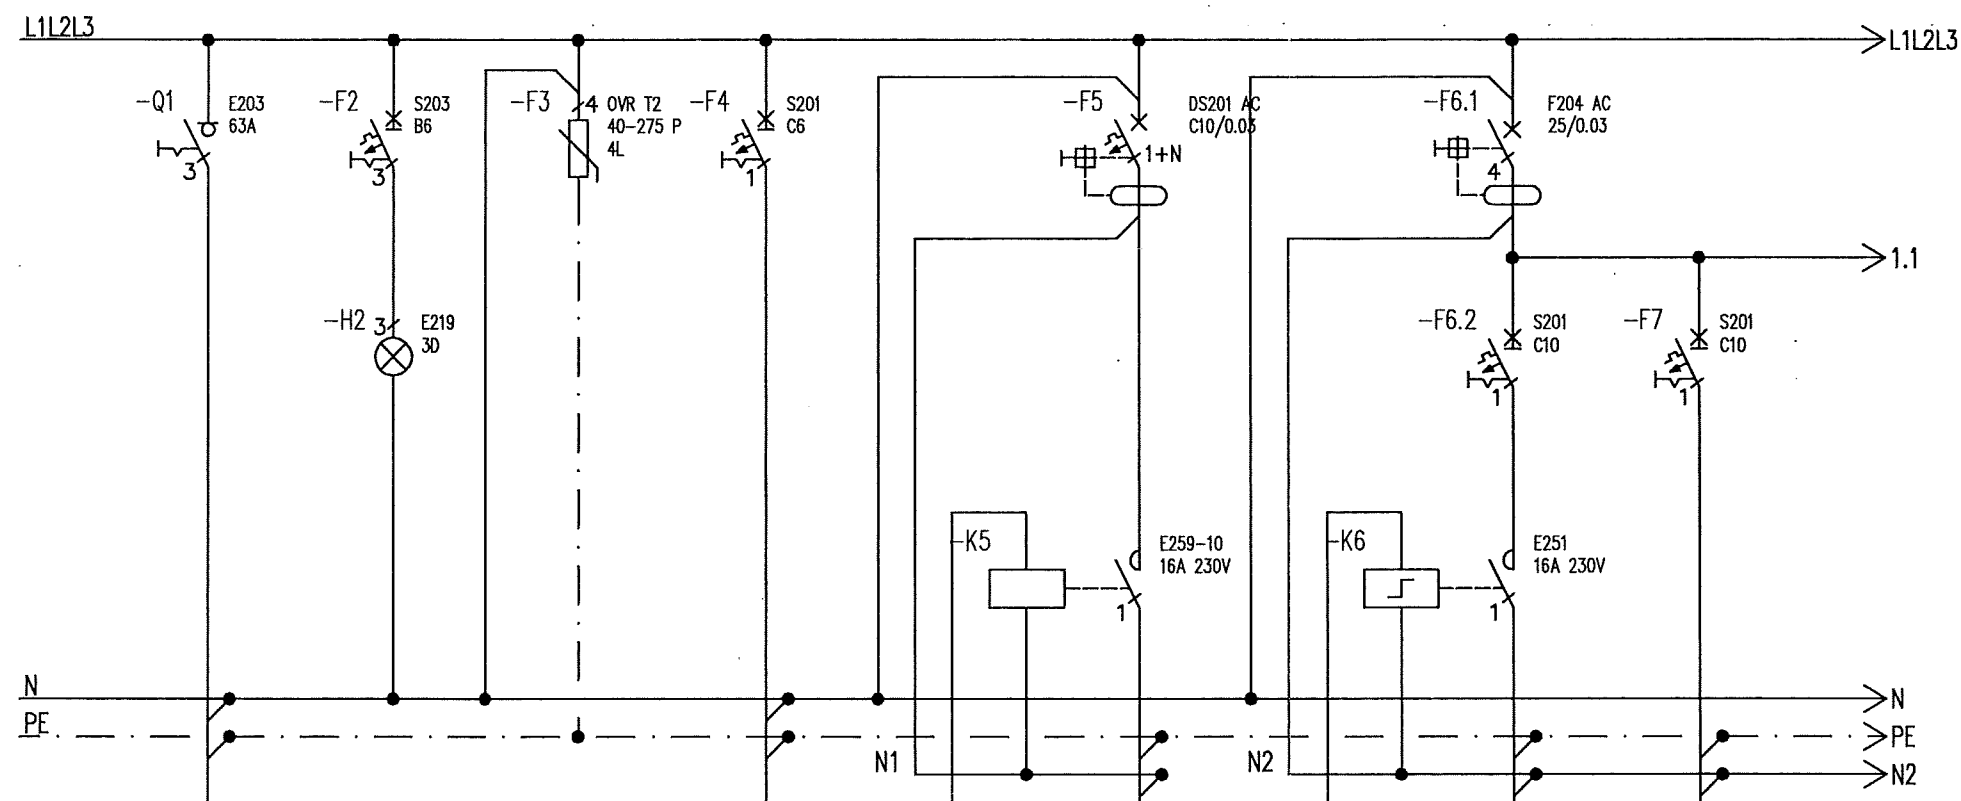 L1L2L3
L1L2L3
-Q1
E203
63A
3
-F2
S203
B6
3
-F3
4
OVR T2
40-275 P
4L
-F4
S201
C6
1
-F5
DS201 AC
C10/0.03
1+N
-F6.1
F204 AC
25/0.03
4
1.1
-H2
3
E219
3D
-F6.2
S201
C10
1
-F7
S201
C10
1
-K5
E259-10
16A 230V
1
-K6
E251
16A 230V
1
N
N
PE
PE
N1
N2
N2